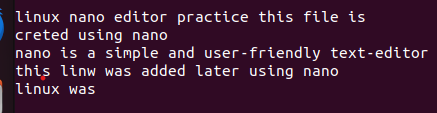 linux nano editor practice this file is
creted using nano
nano is a simple and user-friendly text-editor
this linw was added later using nano
linux was